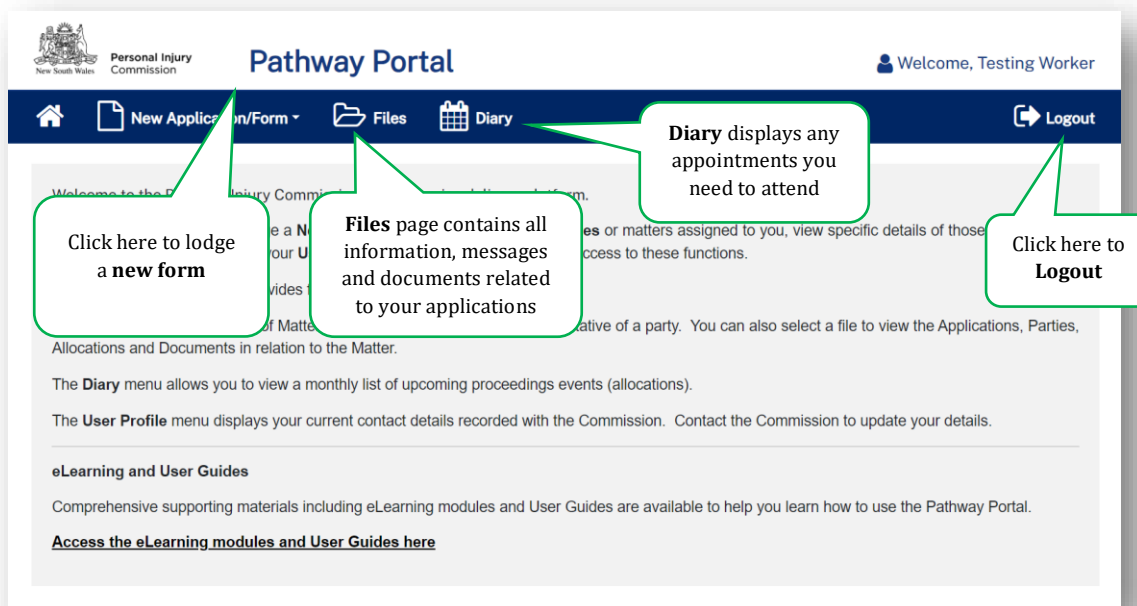 New South Wales
Personal Injury
Commission
Pathway Portal
Welcome, Testing Worker
New Application/Form
Files
Diary
Logout
Diary displays any
appointments you
need to attend
Click here to lodge
a new form
Files page contains all
information, messages
and documents related
to your applications
Click here to
Logout
Welcome to the Injury
es or matters assigned to you, view specific details of those
your ccess to these functions.
vides
of Matte ative of a party. You can also select a file to view the Applications, Parties,
Allocations and Documents in relation to the Matter.
The Diary menu allows you to view a monthly list of upcoming proceedings events (allocations).
The User Profile menu displays your current contact details recorded with the Commission. Contact the Commission to update your details.
eLearning and User Guides
Comprehensive supporting materials including eLearning modules and User Guides are available to help you learn how to use the Pathway Portal.
Access the eLearning modules and User Guides here